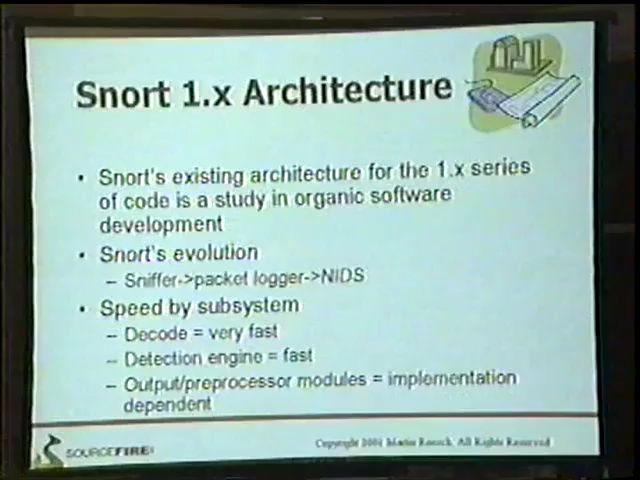 Snort 1.x Architecture
• Snort's existing architecture for the 1.x series
of code is a study in organic software
development
• Snort's evolution
– Sniffer->packet logger->NIDS
• Speed by subsystem
– Decode = very fast
– Detection engine = fast
– Output/preprocessor modules = implementation
dependent
SOURCEFIRE
Copyright 2001 Martin Roesch, All Rights Reserved